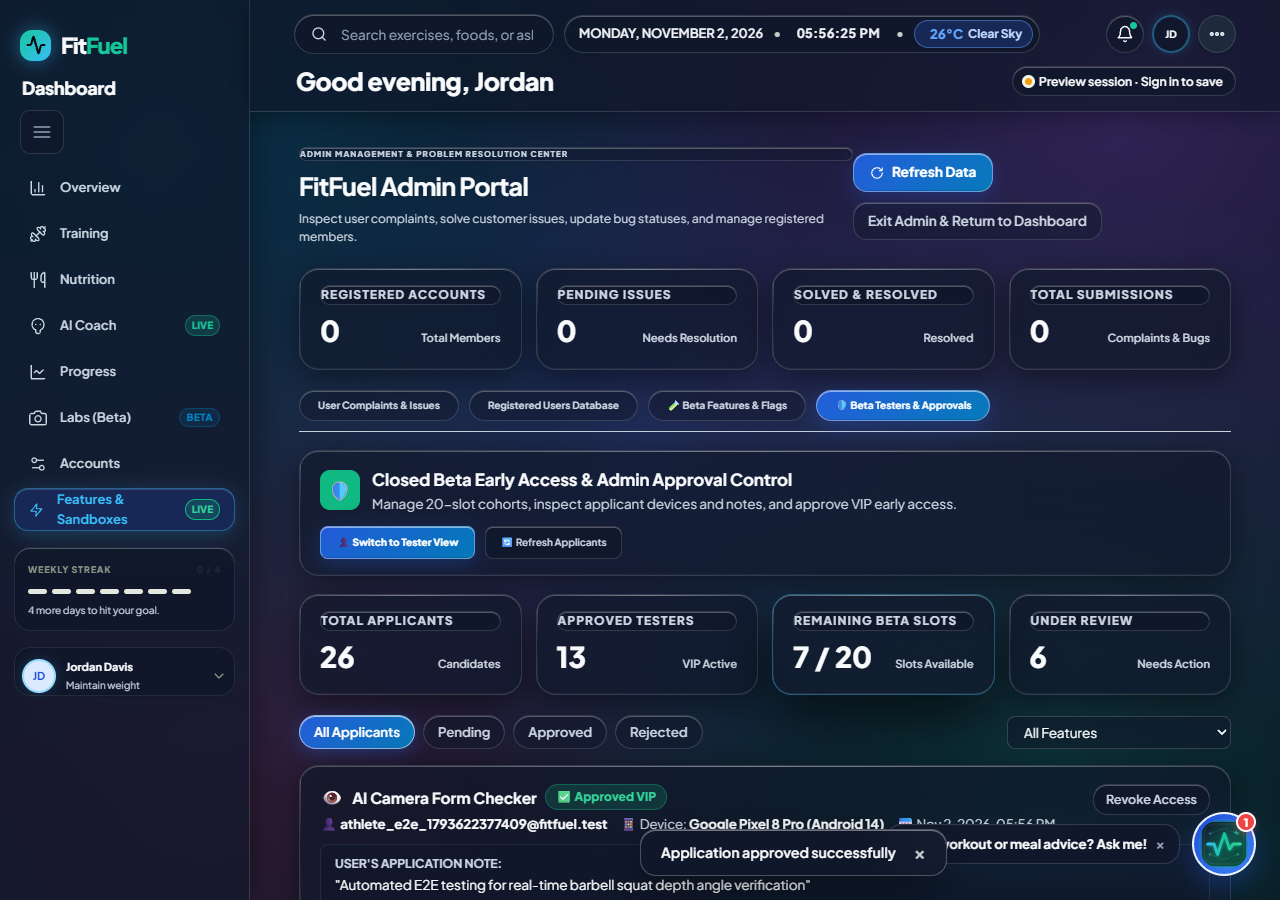 FitFuel
Dashboard
Overview
Training
Nutrition
AI Coach LIVE
Progress
Labs (Beta) BETA
Accounts
Features & Sandboxes LIVE
WEEKLY STREAK 0 / 4
4 more days to hit your goal.
JD Jordan Davis
Maintain weight
Search exercises, foods, or asl
MONDAY, NOVEMBER 2, 2026 • 05:56:25 PM • 26°C Clear Sky
JD
Good evening, Jordan
Preview session · Sign in to save
ADMIN MANAGEMENT & PROBLEM RESOLUTION CENTER
FitFuel Admin Portal
Inspect user complaints, solve customer issues, update bug statuses, and manage registered
members.
Refresh Data
Exit Admin & Return to Dashboard
REGISTERED ACCOUNTS
0 Total Members
PENDING ISSUES
0 Needs Resolution
SOLVED & RESOLVED
0 Resolved
TOTAL SUBMISSIONS
0 Complaints & Bugs
User Complaints & Issues
Registered Users Database
Beta Features & Flags
Beta Testers & Approvals
Closed Beta Early Access & Admin Approval Control
Manage 20-slot cohorts, inspect applicant devices and notes, and approve VIP early access.
Switch to Tester View
Refresh Applicants
TOTAL APPLICANTS
26 Candidates
APPROVED TESTERS
13 VIP Active
REMAINING BETA SLOTS
7 / 20 Slots Available
UNDER REVIEW
6 Needs Action
All Applicants
Pending
Approved
Rejected
All Features
AI Camera Form Checker Approved VIP
Revoke Access
athlete_e2e_1793622377409@fitfuel.test Device: Google Pixel 8 Pro (Android 14) Nov 2, 2026, 05:56 PM
USER'S APPLICATION NOTE:
"Automated E2E testing for real-time barbell squat depth angle verification"
Application approved successfully ×
workout or meal advice? Ask me! ×
1